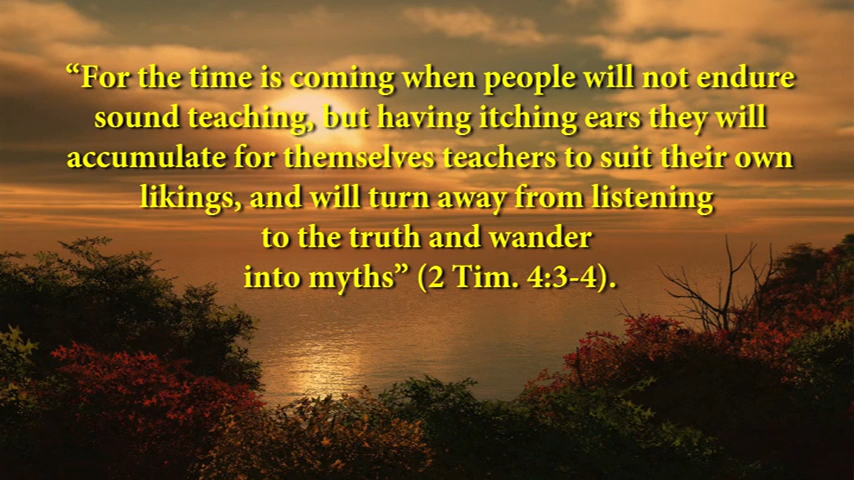 “For the time is coming when people will not endure
sound teaching, but having itching ears they will
accumulate for themselves teachers to suit their own
likings, and will turn away from listening
to the truth and wander
into myths” (2 Tim. 4:3-4).